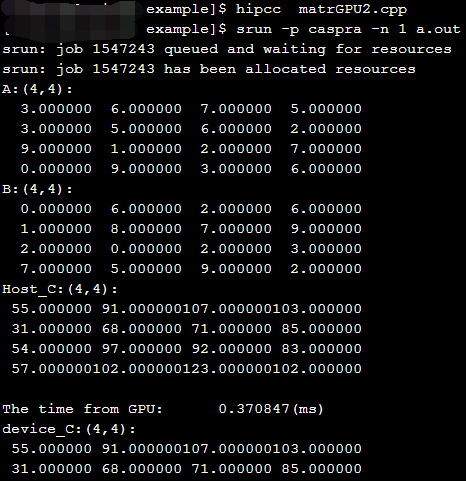 example]$ hipcc  matrGPU2.cpp
[ example]$ srun -p caspra -n 1 a.out
srun: job 1547243 queued and waiting for resources
srun: job 1547243 has been allocated resources
A:(4,4):
  3.000000  6.000000  7.000000  5.000000
  3.000000  5.000000  6.000000  2.000000
  9.000000  1.000000  2.000000  7.000000
  0.000000  9.000000  3.000000  6.000000
B:(4,4):
  0.000000  6.000000  2.000000  6.000000
  1.000000  8.000000  7.000000  9.000000
  2.000000  0.000000  2.000000  3.000000
  7.000000  5.000000  9.000000  2.000000
Host_C:(4,4):
 55.000000 91.000000107.000000103.000000
 31.000000 68.000000 71.000000 85.000000
 54.000000 97.000000 92.000000 83.000000
 57.000000102.000000123.000000102.000000
The time from GPU:      0.370847(ms)
device_C:(4,4):
 55.000000 91.000000107.000000103.000000
 31.000000 68.000000 71.000000 85.000000